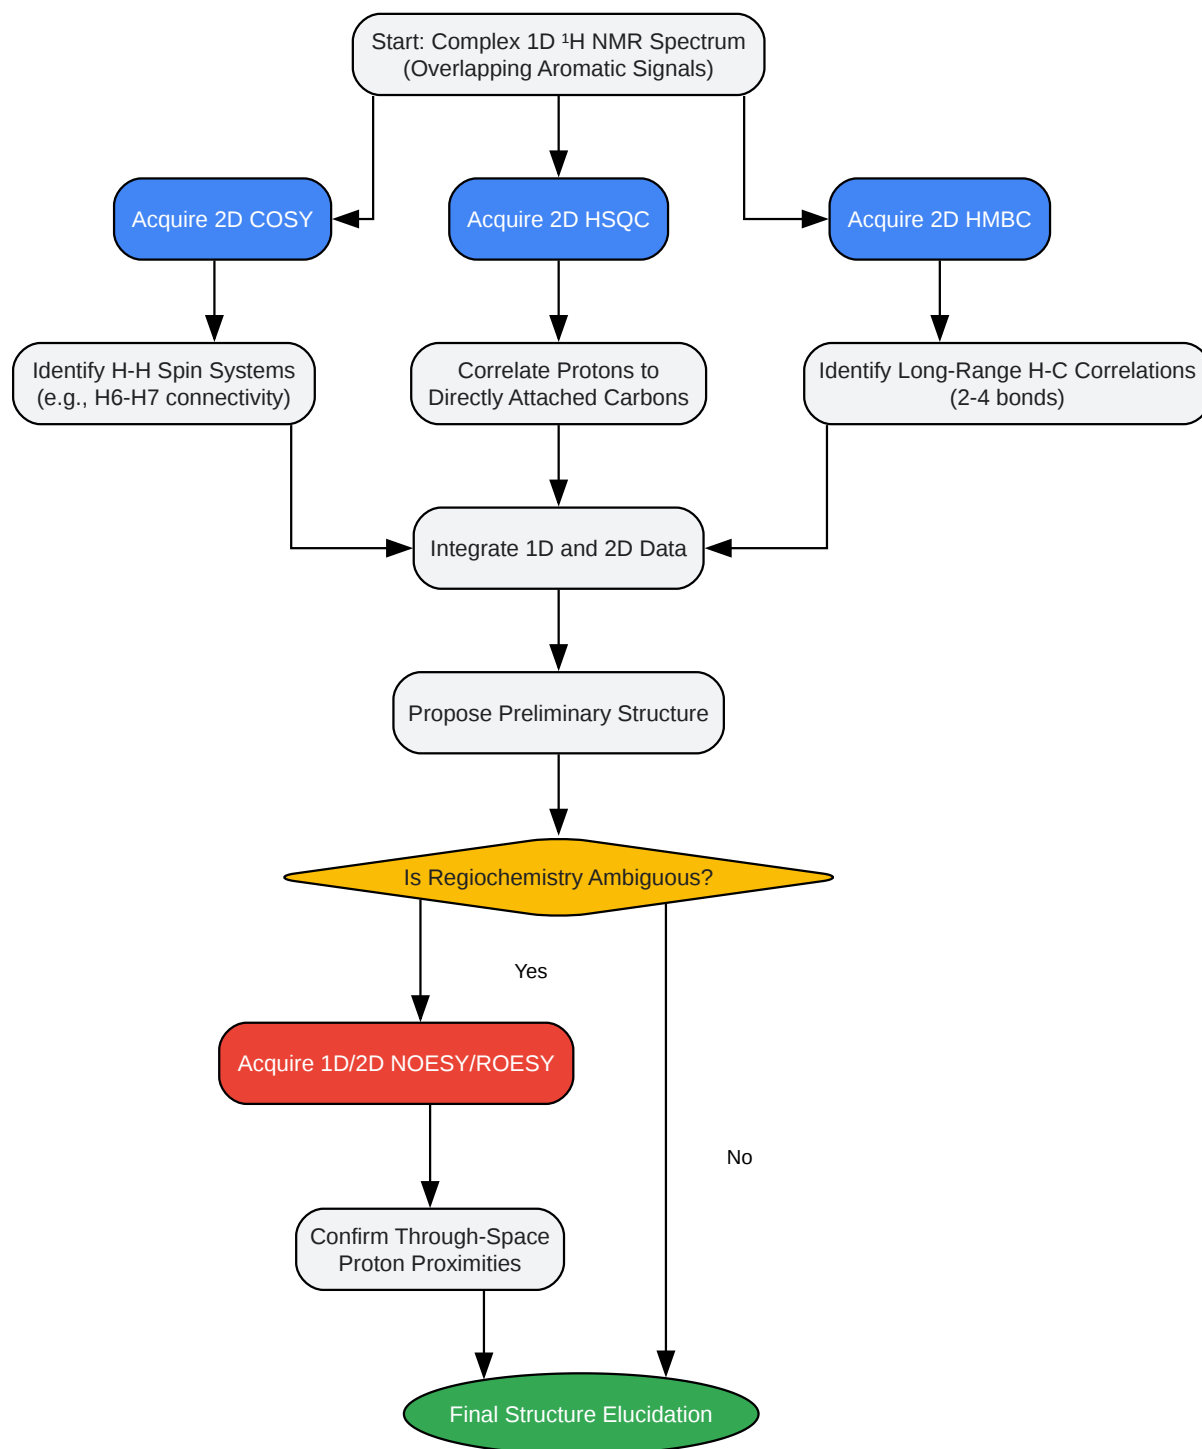 Start: Complex 1D ¹H NMR Spectrum
(Overlapping Aromatic Signals)
Acquire 2D COSY
Acquire 2D HSQC
Acquire 2D HMBC
Identify H-H Spin Systems
(e.g., H6-H7 connectivity)
Correlate Protons to
Directly Attached Carbons
Identify Long-Range H-C Correlations
(2-4 bonds)
Integrate 1D and 2D Data
Propose Preliminary Structure
Is Regiochemistry Ambiguous?
Yes
Acquire 1D/2D NOESY/ROESY
No
Confirm Through-Space
Proton Proximities
Final Structure Elucidation